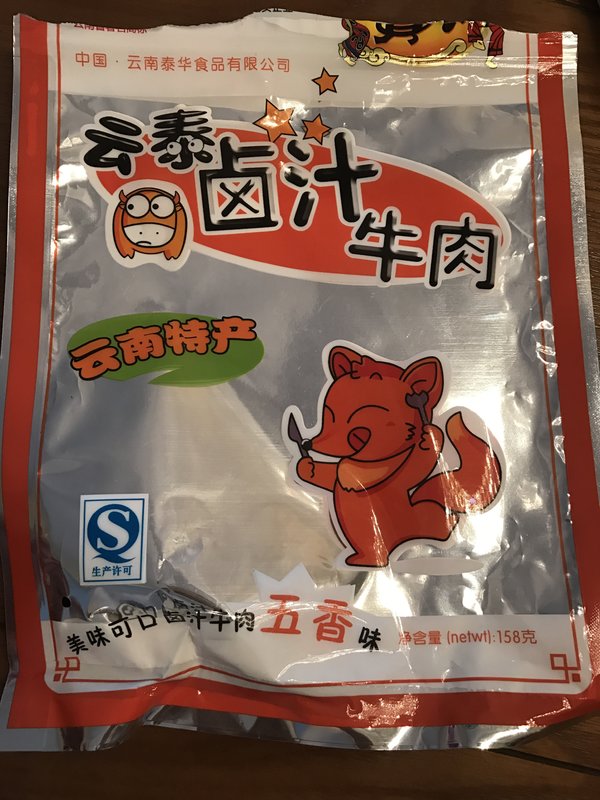 中国·云南泰华食品有限公司
云泰
卤汁
牛肉
云南特产
S
生产许可
美味可口 卤汁牛肉 五香味
净含量 (netwt):158克